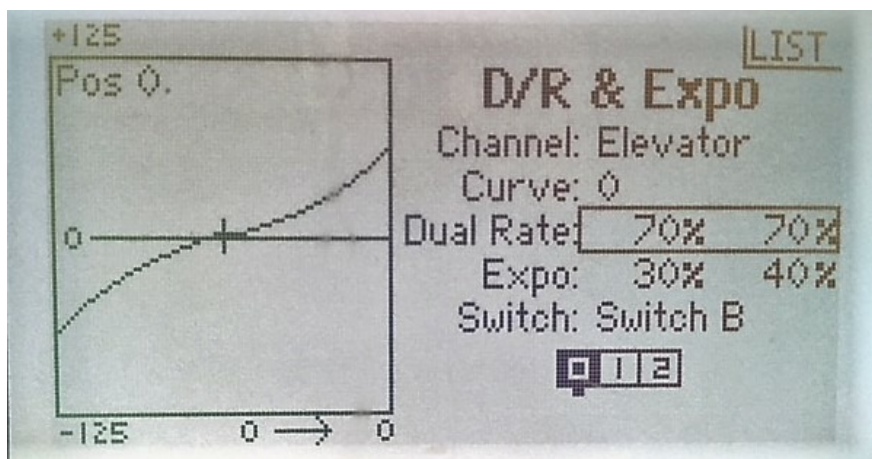 +125
LIST
Pos 0.
D/R & Expo
Channel: Elevator
Curve: 0
0
Dual Rate: 70% 70%
Expo: 30% 40%
Switch: Switch B
0 1 2
-125 0 → 0